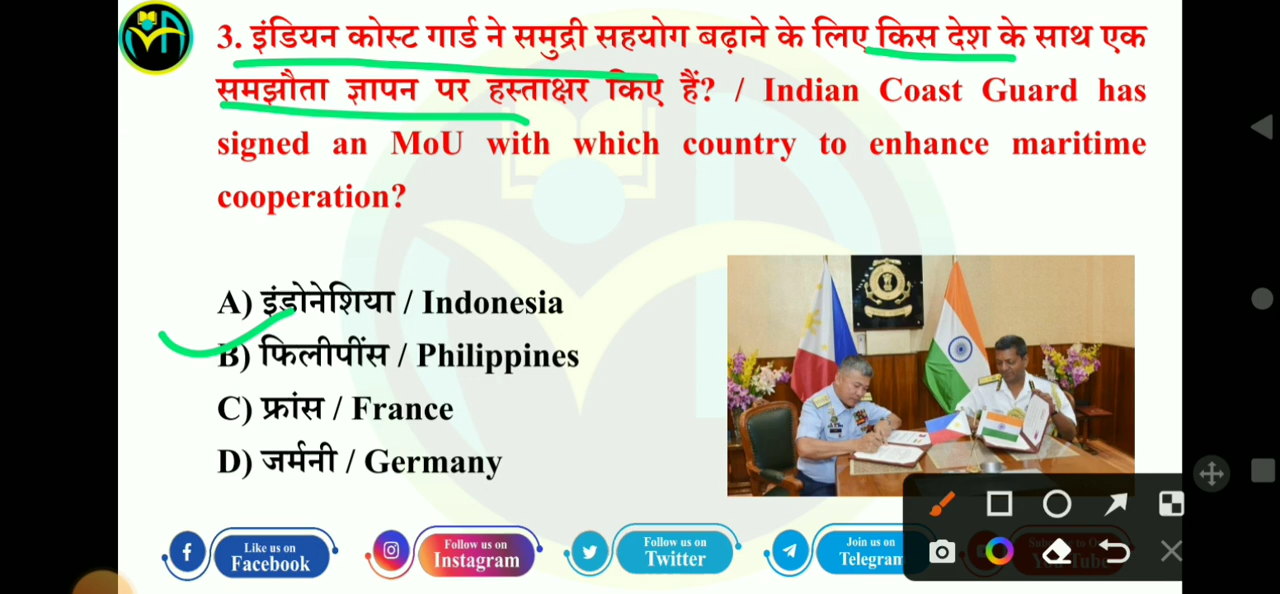 3. इंडियन कोस्ट गार्ड ने समुद्री सहयोग बढ़ाने के लिए किस देश के साथ एक
समझौता ज्ञापन पर हस्ताक्षर किए हैं? / Indian Coast Guard has
signed an MoU with which country to enhance maritime
cooperation?
A) इंडोनेशिया / Indonesia
B) फिलीपींस / Philippines
C) फ्रांस / France
D) जर्मनी / Germany
Like us on
Facebook
Follow us on
Instagram
Follow us on
Twitter
Join us on
Telegram